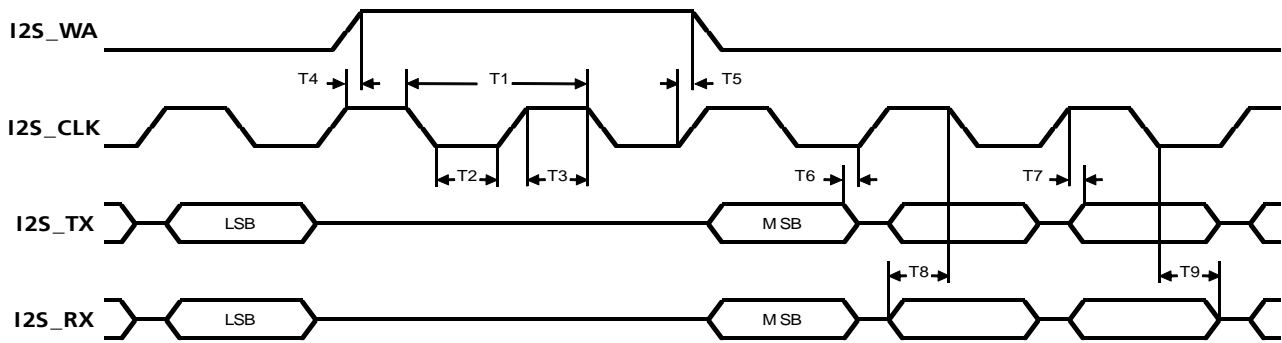 I2S_WA
T4
T1
T5
I2S_CLK
T2
T3
T6
T7
I2S_TX
LSB
MSB
T8
T9
I2S_RX
LSB
MSB